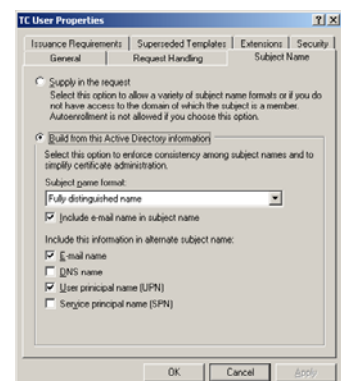 TC User Properties
Issuance Requirements Superseded Templates Extensions Security
General Request Handling Subject Name
Supply in the request
Select this option to allow a variety of subject name formats or if you do
not have access to the domain of which the subject is a member.
Autoenrollment is not allowed if you choose this option.
Build from this Active Directory information
Select this option to enforce consistency among subject names and to
simplify certificate administration.
Subject name format:
Fully distinguished name
Include e-mail name in subject name
Include this information in alternate subject name:
E-mail name
DNS name
User prinicipal name (UPN)
Service principal name (SPN)
OK Cancel Apply